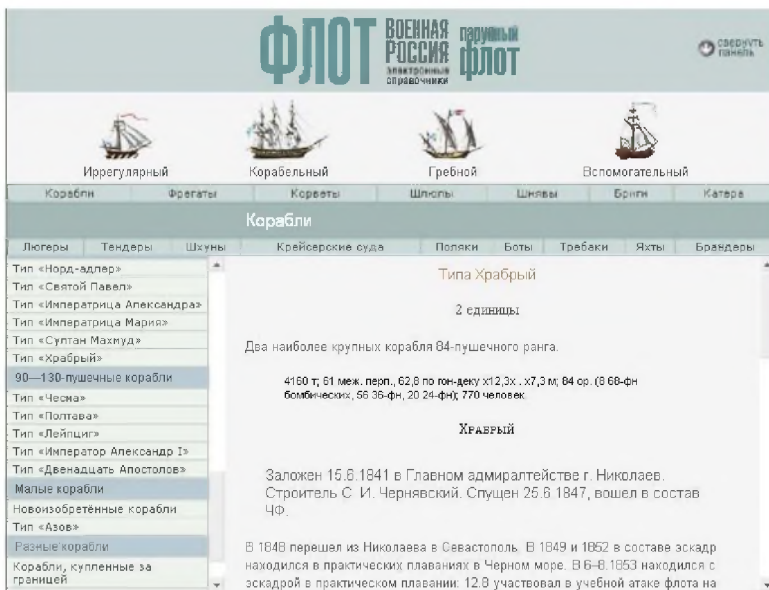 ФЛОТ ВОЕННАЯ РОССИЯ электронные справочники парусный флот
свернуть панель
Иррегулярный Корабельный Гребной Вспомогательный
Корабли Фрегаты Корветы Шлюпы Шнявы Бриги Катера
Корабли
Люгеры Тендеры Шхуны Крейсерские суда Поляки Боты Требаки Яхты Брандеры
Тип «Норд-адлер»
Тип «Святой Павел»
Тип «Императрица Александра»
Тип «Императрица Мария»
Тип «Султан Махмуд»
Тип «Храбрый»
90—130-пушечные корабли
Тип «Чесма»
Тип «Полтава»
Тип «Лейпциг»
Тип «Император Александр I»
Тип «Двенадцать Апостолов»
Малые корабли
Новоизобретённые корабли
Тип «Азов»
Разные корабли
Корабли, купленные за
границей
Типа Храбрый
2 единицы
Два наиболее крупных корабля 84-пушечного ранга.
4160 т; 61 меж. перп., 62,8 по гон-деку х12,3х . х7,3 м; 84 ор. (8 68-фн
бомбических, 56 36-фн, 20 24-фн); 770 человек.
Храбрый
Заложен 15.6.1841 в Главном адмиралтействе г. Николаев.
Строитель С. И. Чернявский. Спущен 25.6.1847, вошел в состав
ЧФ.
В 1848 перешел из Николаева в Севастополь. В 1849 и 1852 в составе эскадр
находился в практических плаваниях в Черном море. В 6–8.1853 находился с
эскадрой в практическом плавании: 12.8 участвовал в учебной атаке флота на